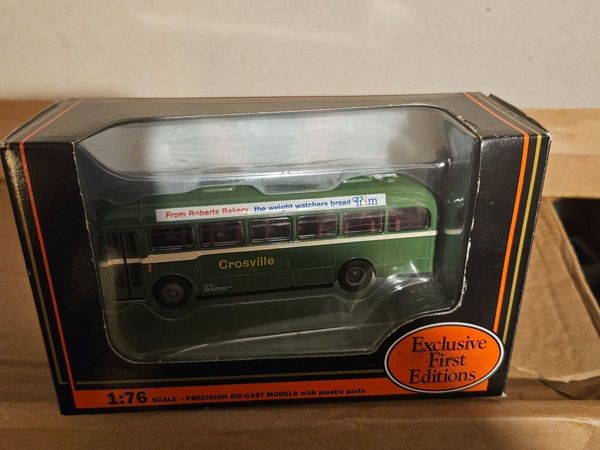 From Roberts Bakery the weight watchers bread Trim
Crosville
Exclusive
First
Editions
1:76 SCALE - PRECISION DIE-CAST MODELS with plastic parts